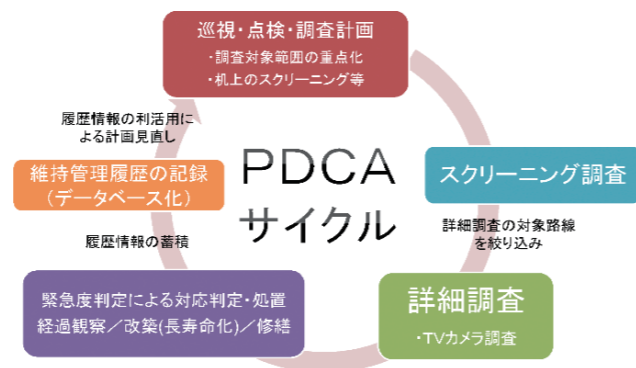 巡視・点検・調査計画
・調査対象範囲の重点化
・机上のスクリーニング等
スクリーニング調査
詳細調査の対象路線
を絞り込み
詳細調査
・TVカメラ調査
緊急度判定による対応判定・処置
経過観察／改築(長寿命化)／修繕
履歴情報の蓄積
維持管理履歴の記録
（データベース化）
履歴情報の利活用に
よる計画見直し
PDCA
サイクル